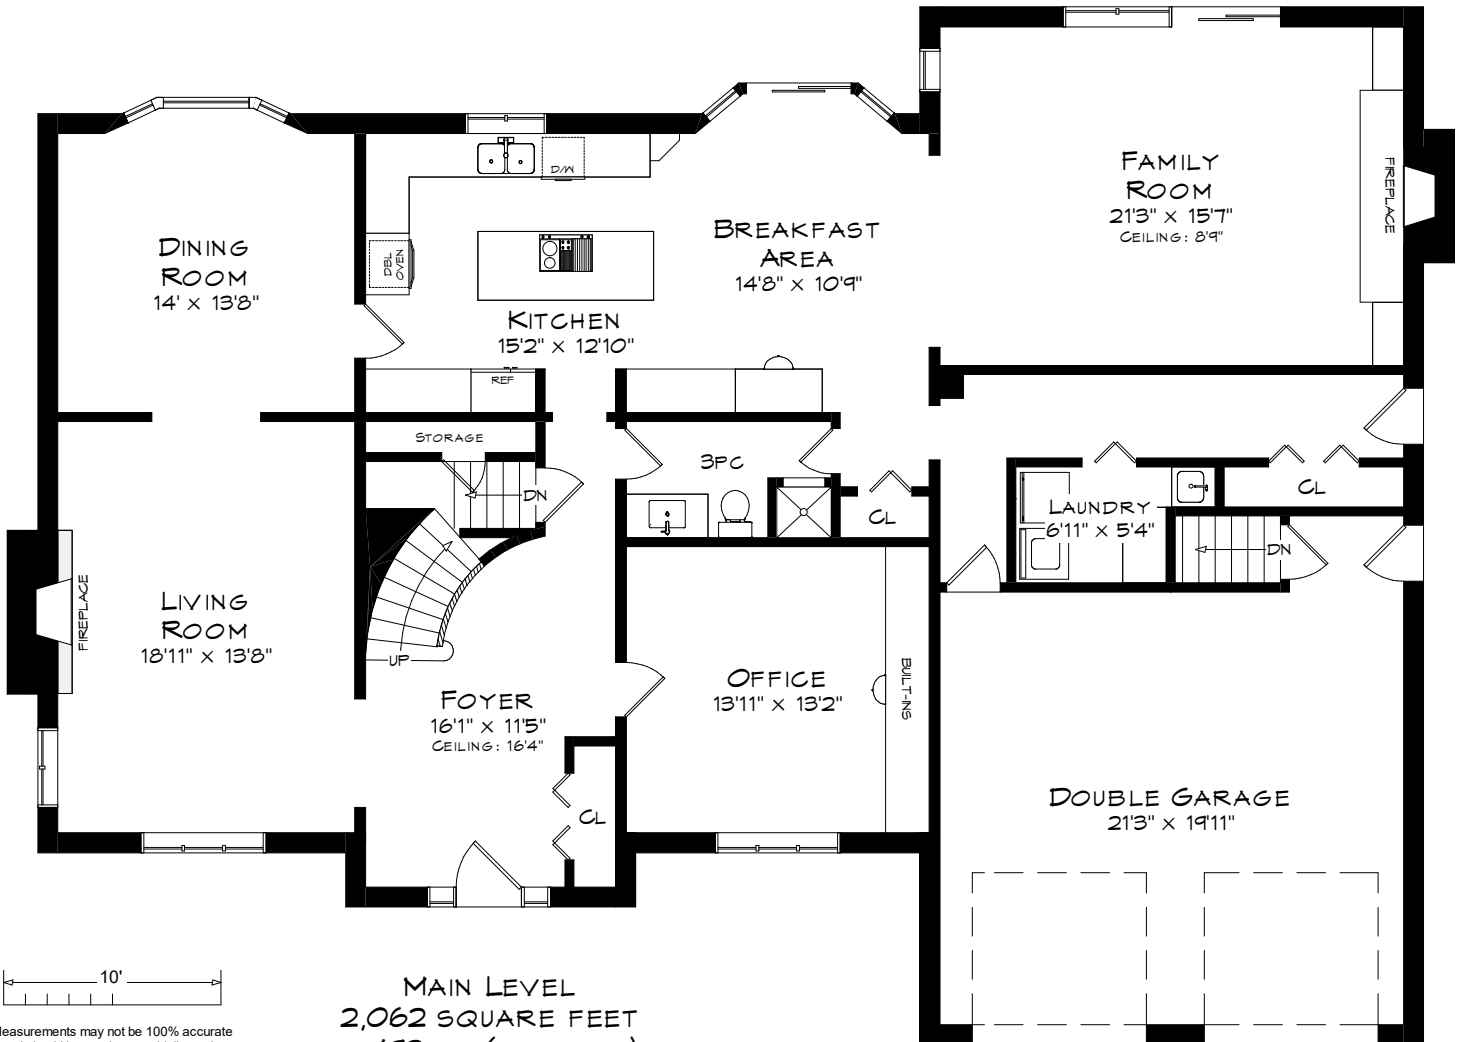 FAMILY
ROOM
21'3" x 15'7"
CEILING: 8'9"
FIREPLACE
D/W
BREAKFAST
AREA
14'8" x 10'9"
DINING
ROOM
14' x 13'8"
DBL
OVEN
KITCHEN
15'2" x 12'10"
REF
STORAGE
3PC
DN
CL
LAUNDRY
6'11" x 5'4"
CL
DN
LIVING
ROOM
18'11" x 13'8"
FIREPLACE
UP
FOYER
16'1" x 11'5"
CEILING: 16'4"
OFFICE
13'11" x 13'2"
BUILT-INS
CL
DOUBLE GARAGE
21'3" x 19'11"
10'
MAIN LEVEL
2,062 SQUARE FEET
Measurements may not be 100% accurate